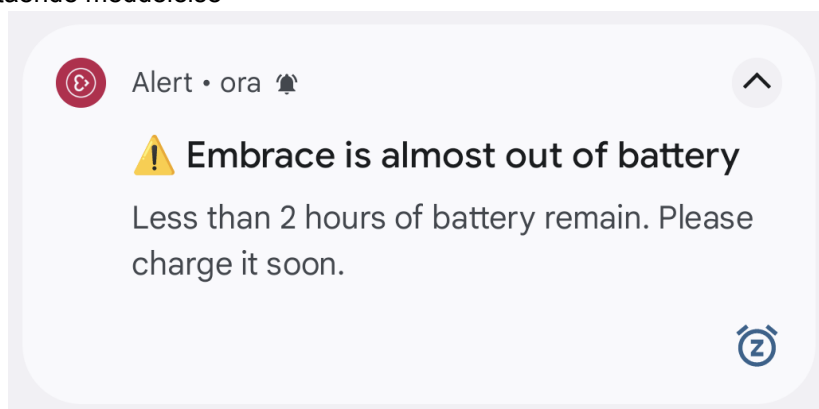 Alert • ora
⚠️ Embrace is almost out of battery
Less than 2 hours of battery remain. Please
charge it soon.
z